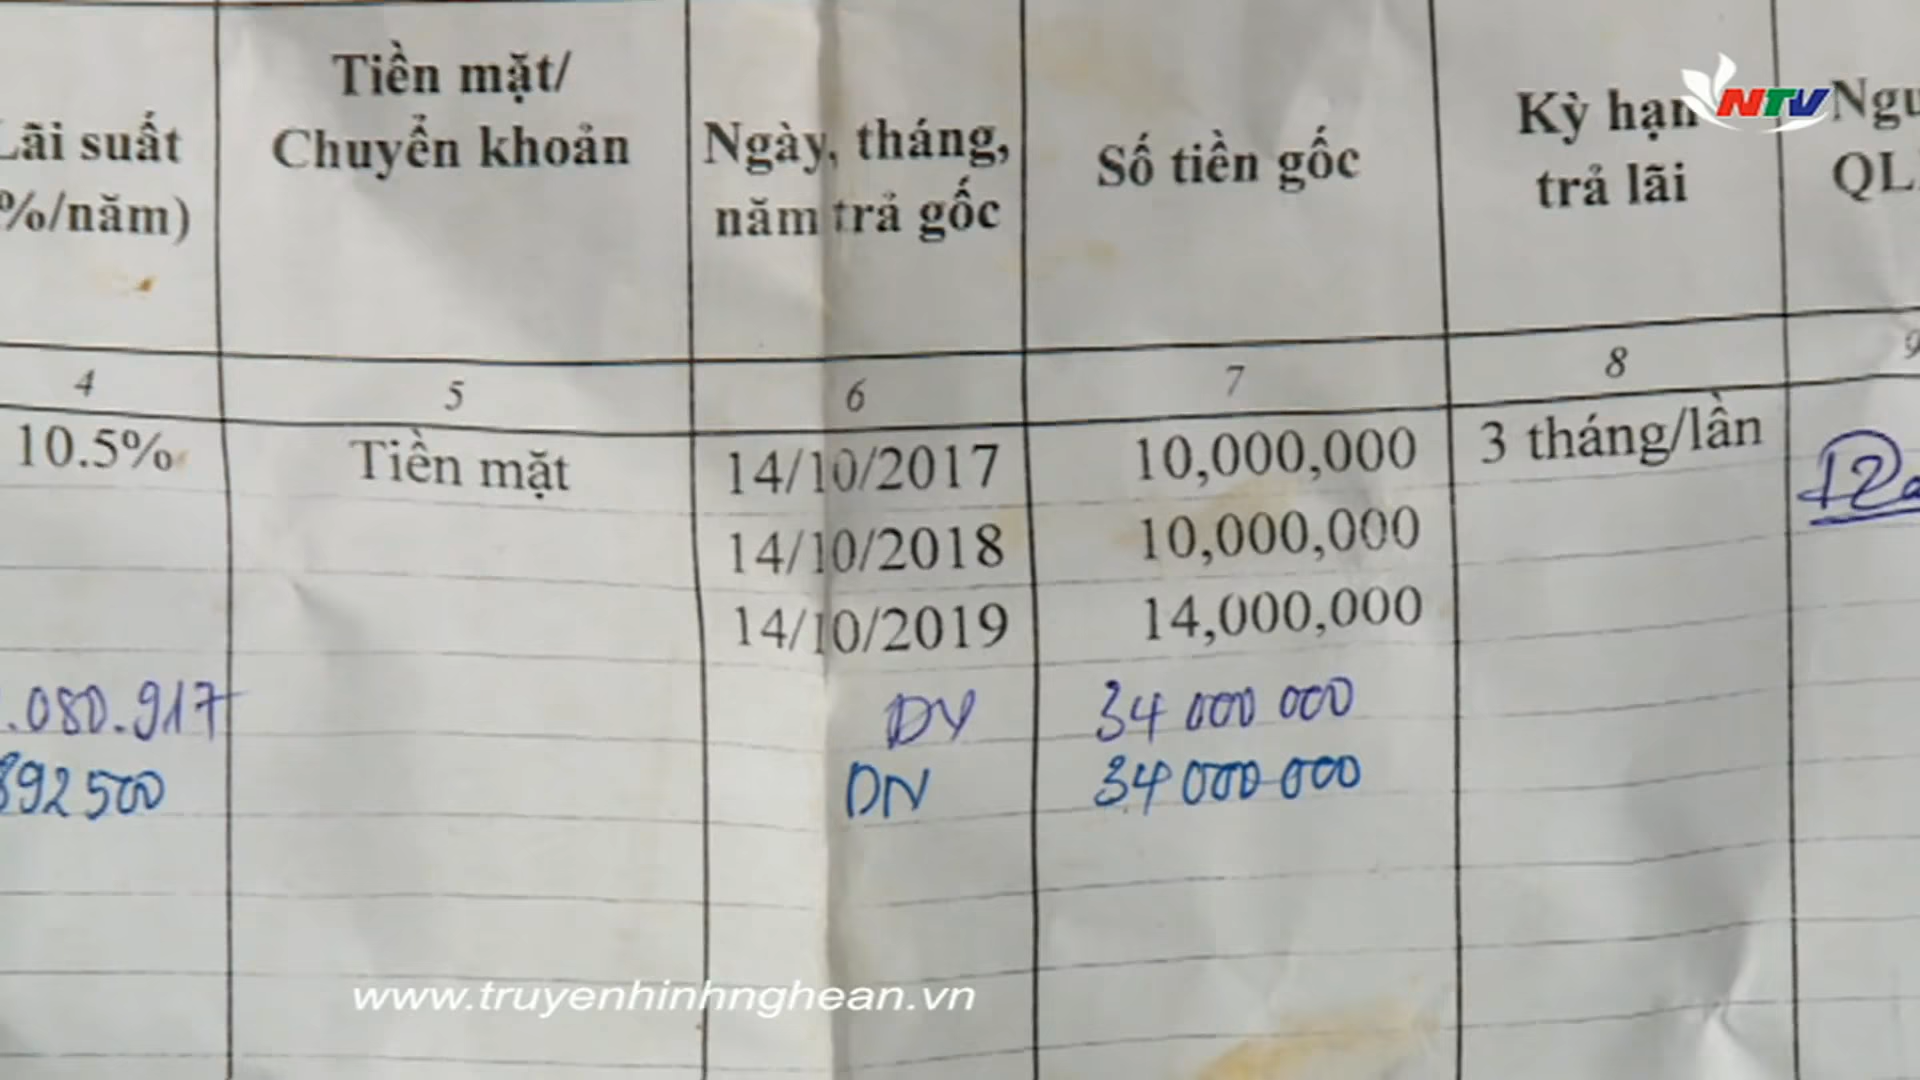 Lãi suất
%/năm)
Tiền mặt/
Chuyển khoản
Ngày, tháng,
năm trả gốc
Số tiền gốc
Kỳ hạn
trả lãi
NTV
4 5 6 7 8 9
10.5% Tiền mặt 14/10/2017 10,000,000 3 tháng/lần
14/10/2018 10,000,000
14/10/2019 14,000,000
.080.917 DY 34 000 000
892 500 DN 34 000 000
www.truyenhinhnghean.vn